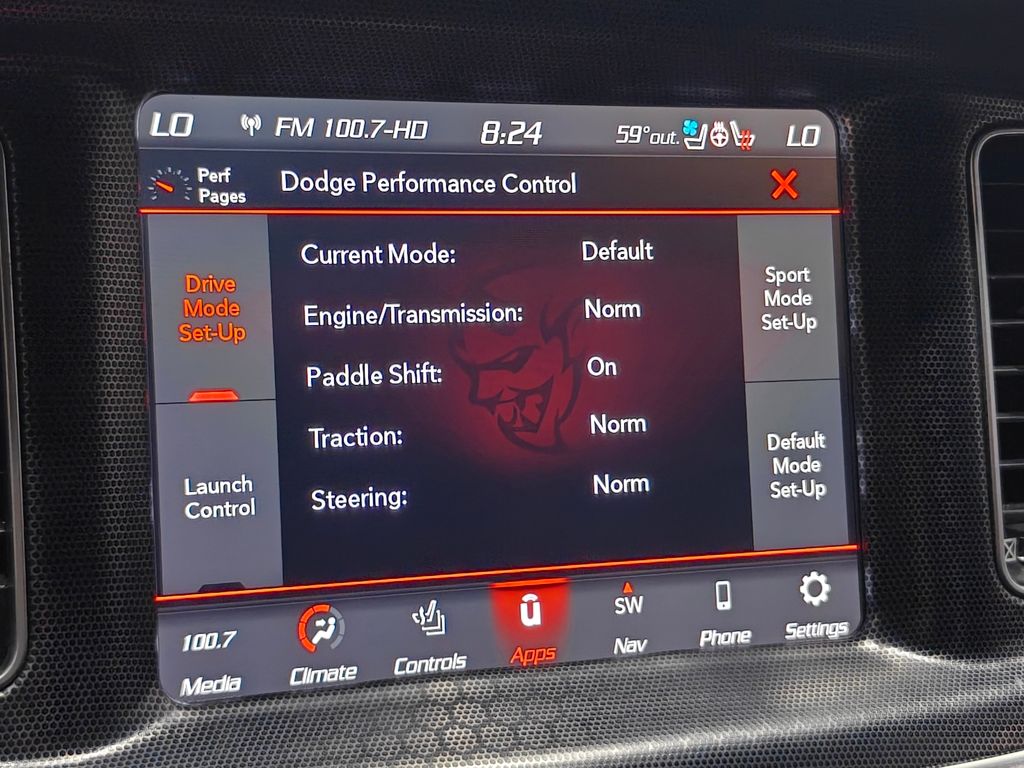 LO FM 100.7-HD 8:24 59°out. LO
Perf
Pages
Dodge Performance Control
Drive
Mode
Set-Up
Launch
Control
Current Mode: Default
Engine/Transmission: Norm
Paddle Shift: On
Traction: Norm
Steering: Norm
Sport
Mode
Set-Up
Default
Mode
Set-Up
100.7
Media
Climate
Controls
Apps
SW
Nav
Phone
Settings